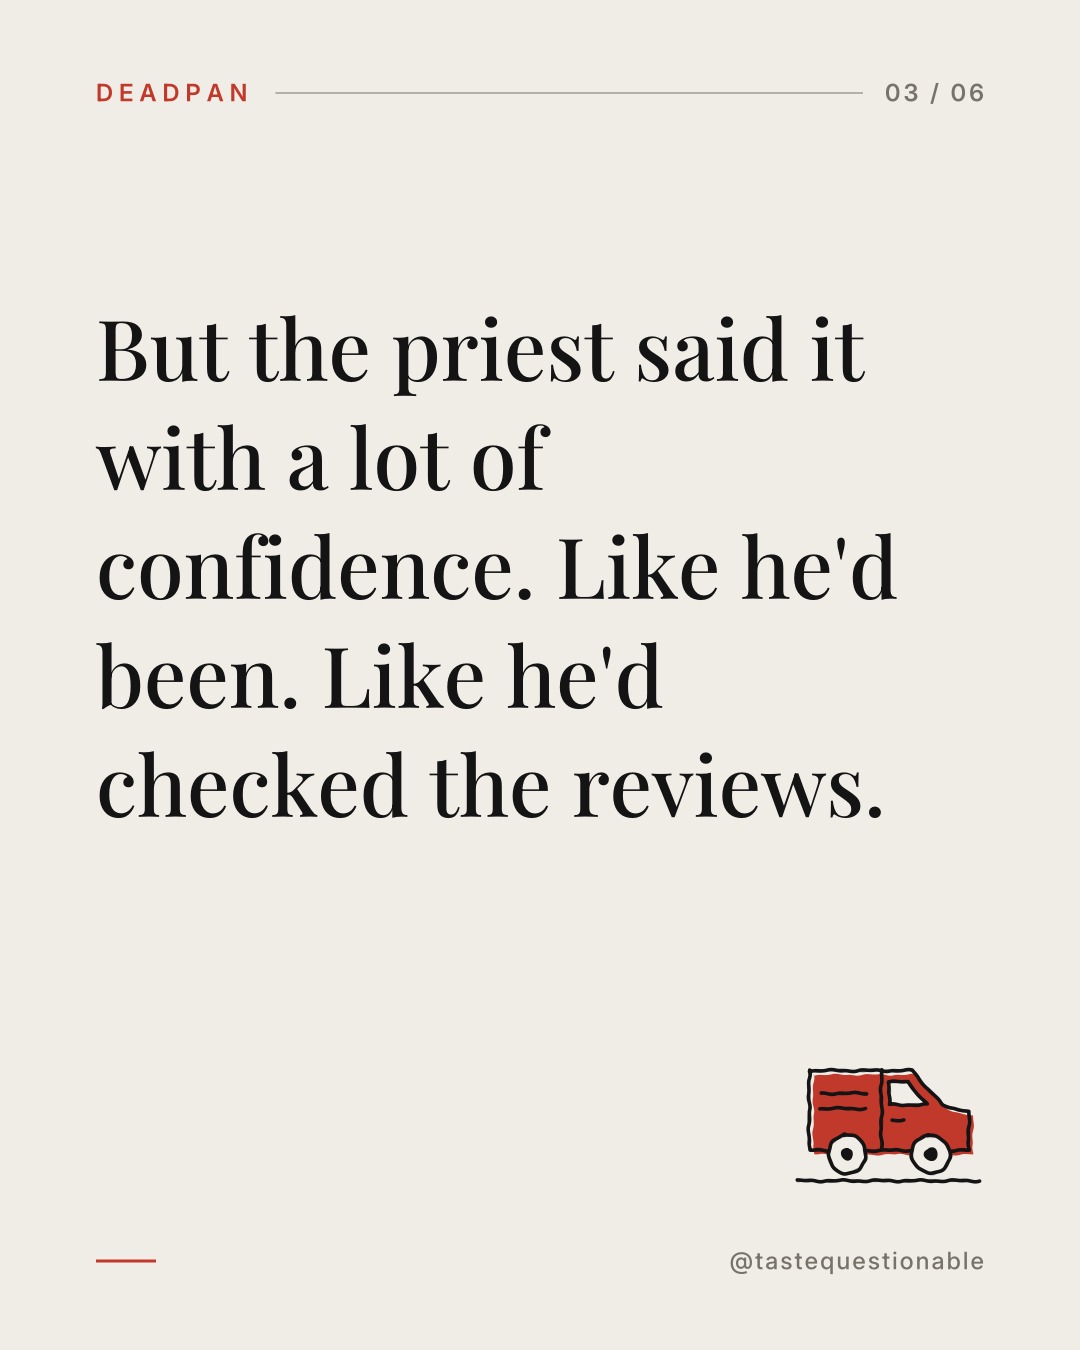 DEADPAN 03 / 06
But the priest said it
with a lot of
confidence. Like he'd
been. Like he'd
checked the reviews.
@tastequestionable